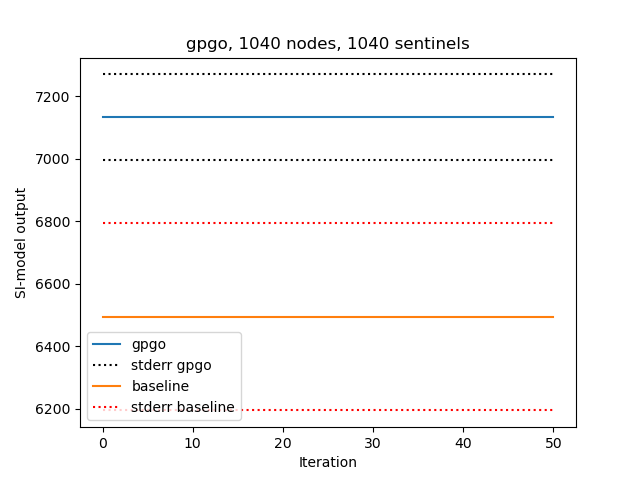 gpgo, 1040 nodes, 1040 sentinels
SI-model output
7200
7000
6800
6600
6400
6200
gpgo
stderr gpgo
baseline
stderr baseline
0 10 20 30 40 50
Iteration